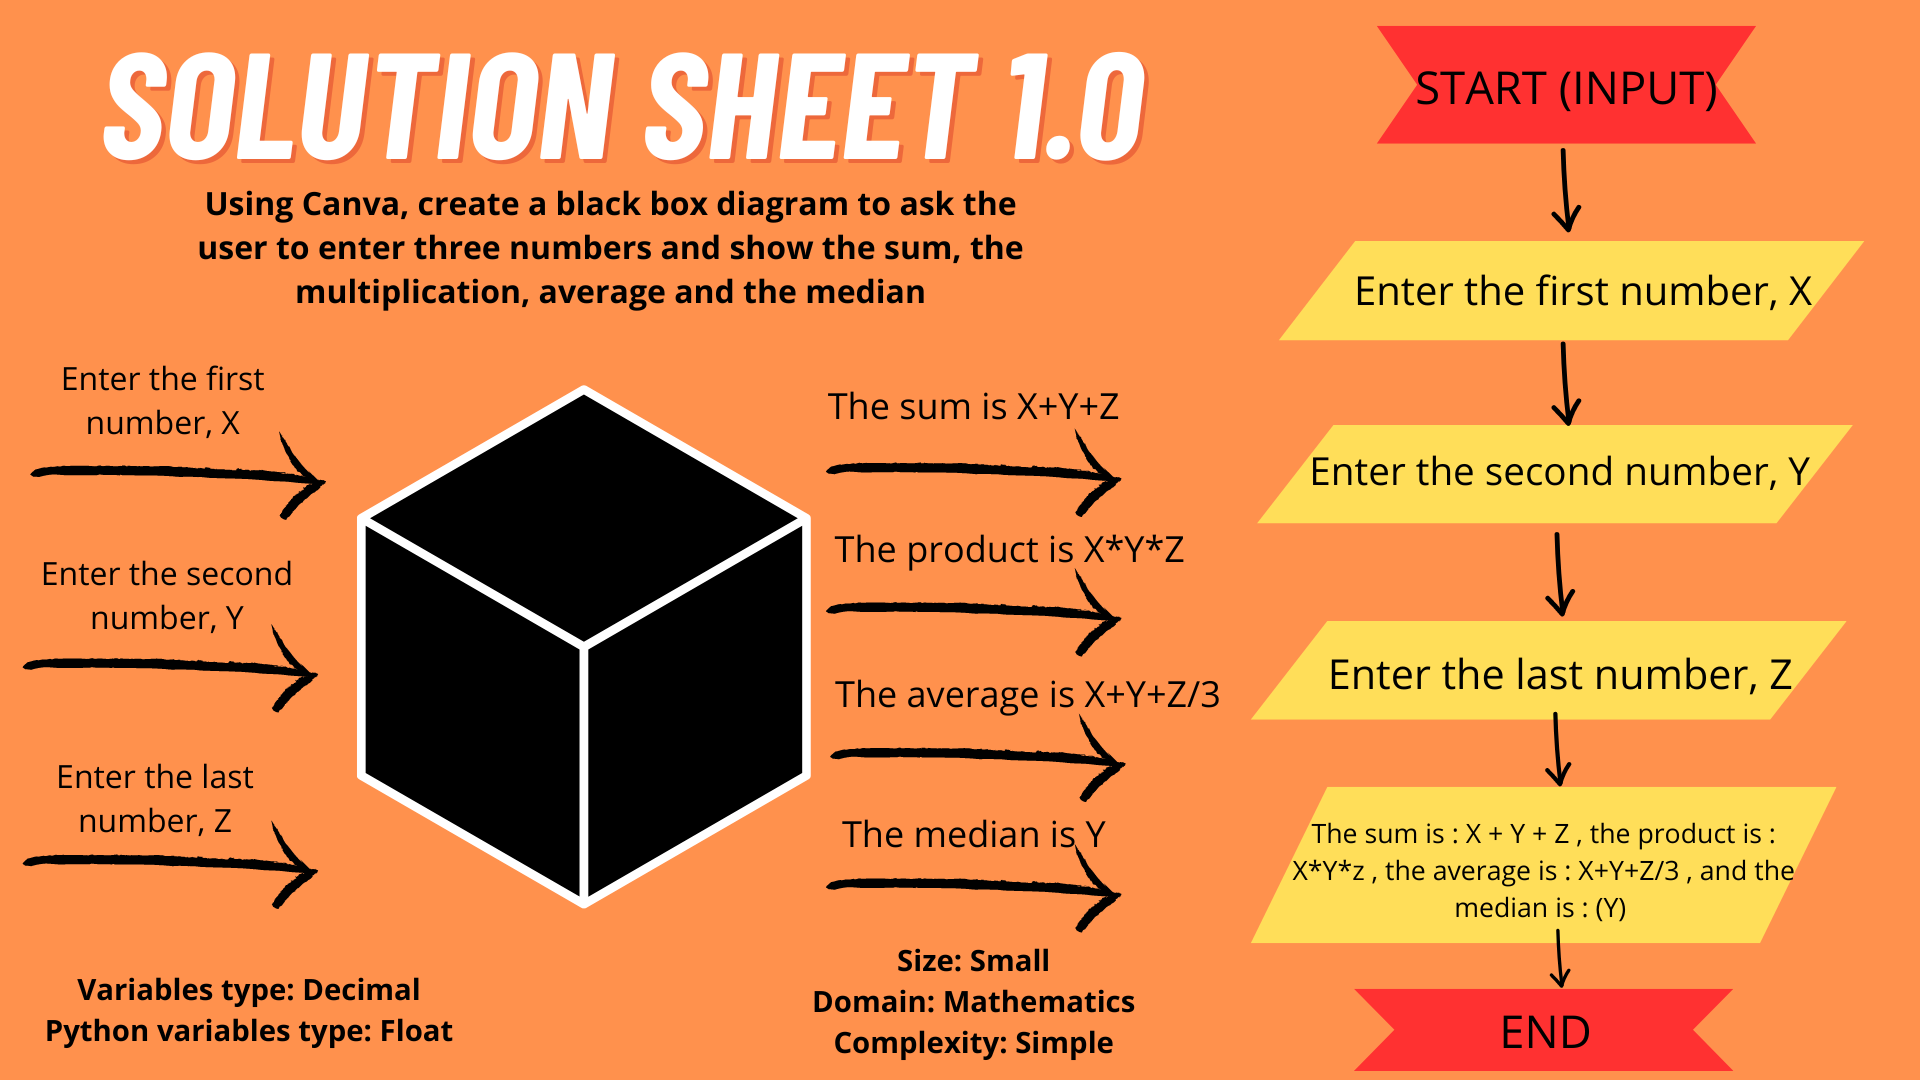 SOLUTION SHEET 1.0
Using Canva, create a black box diagram to ask the
user to enter three numbers and show the sum, the
multiplication, average and the median
Enter the first
number, X
Enter the second
number, Y
Enter the last
number, Z
The sum is X+Y+Z
The product is X*Y*Z
The average is X+Y+Z/3
The median is Y
Variables type: Decimal
Python variables type: Float
Size: Small
Domain: Mathematics
Complexity: Simple
START (INPUT)
Enter the first number, X
Enter the second number, Y
Enter the last number, Z
The sum is : X + Y + Z , the product is :
X*Y*z , the average is : X+Y+Z/3 , and the
median is : (Y)
END